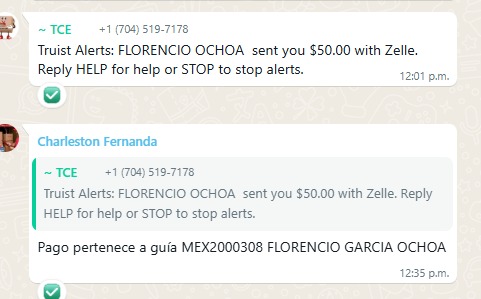 ~ TCE +1 (704) 519-7178
Truist Alerts: FLORENCIO OCHOA  sent you $50.00 with Zelle.
Reply HELP for help or STOP to stop alerts.
12:01 p.m.
Charleston Fernanda
~ TCE +1 (704) 519-7178
Truist Alerts: FLORENCIO OCHOA  sent you $50.00 with Zelle. Reply
HELP for help or STOP to stop alerts.
Pago pertenece a guía MEX2000308 FLORENCIO GARCIA OCHOA
12:35 p.m.